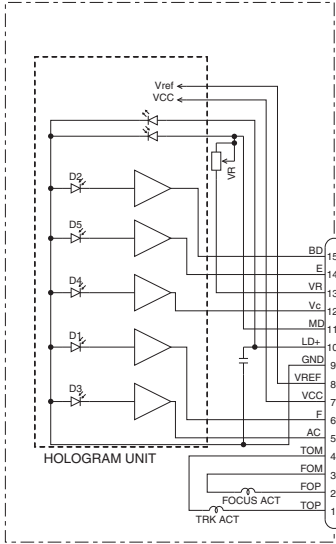 Vref
VCC
VR
D2
D5
D4
D1
D3
HOLOGRAM UNIT
BD 15
E 14
VR 13
Vc 12
MD 11
LD+ 10
GND 9
VREF 8
VCC 7
F 6
AC 5
TOM 4
FOM 3
FOP 2
TOP 1
FOCUS ACT
TRK ACT